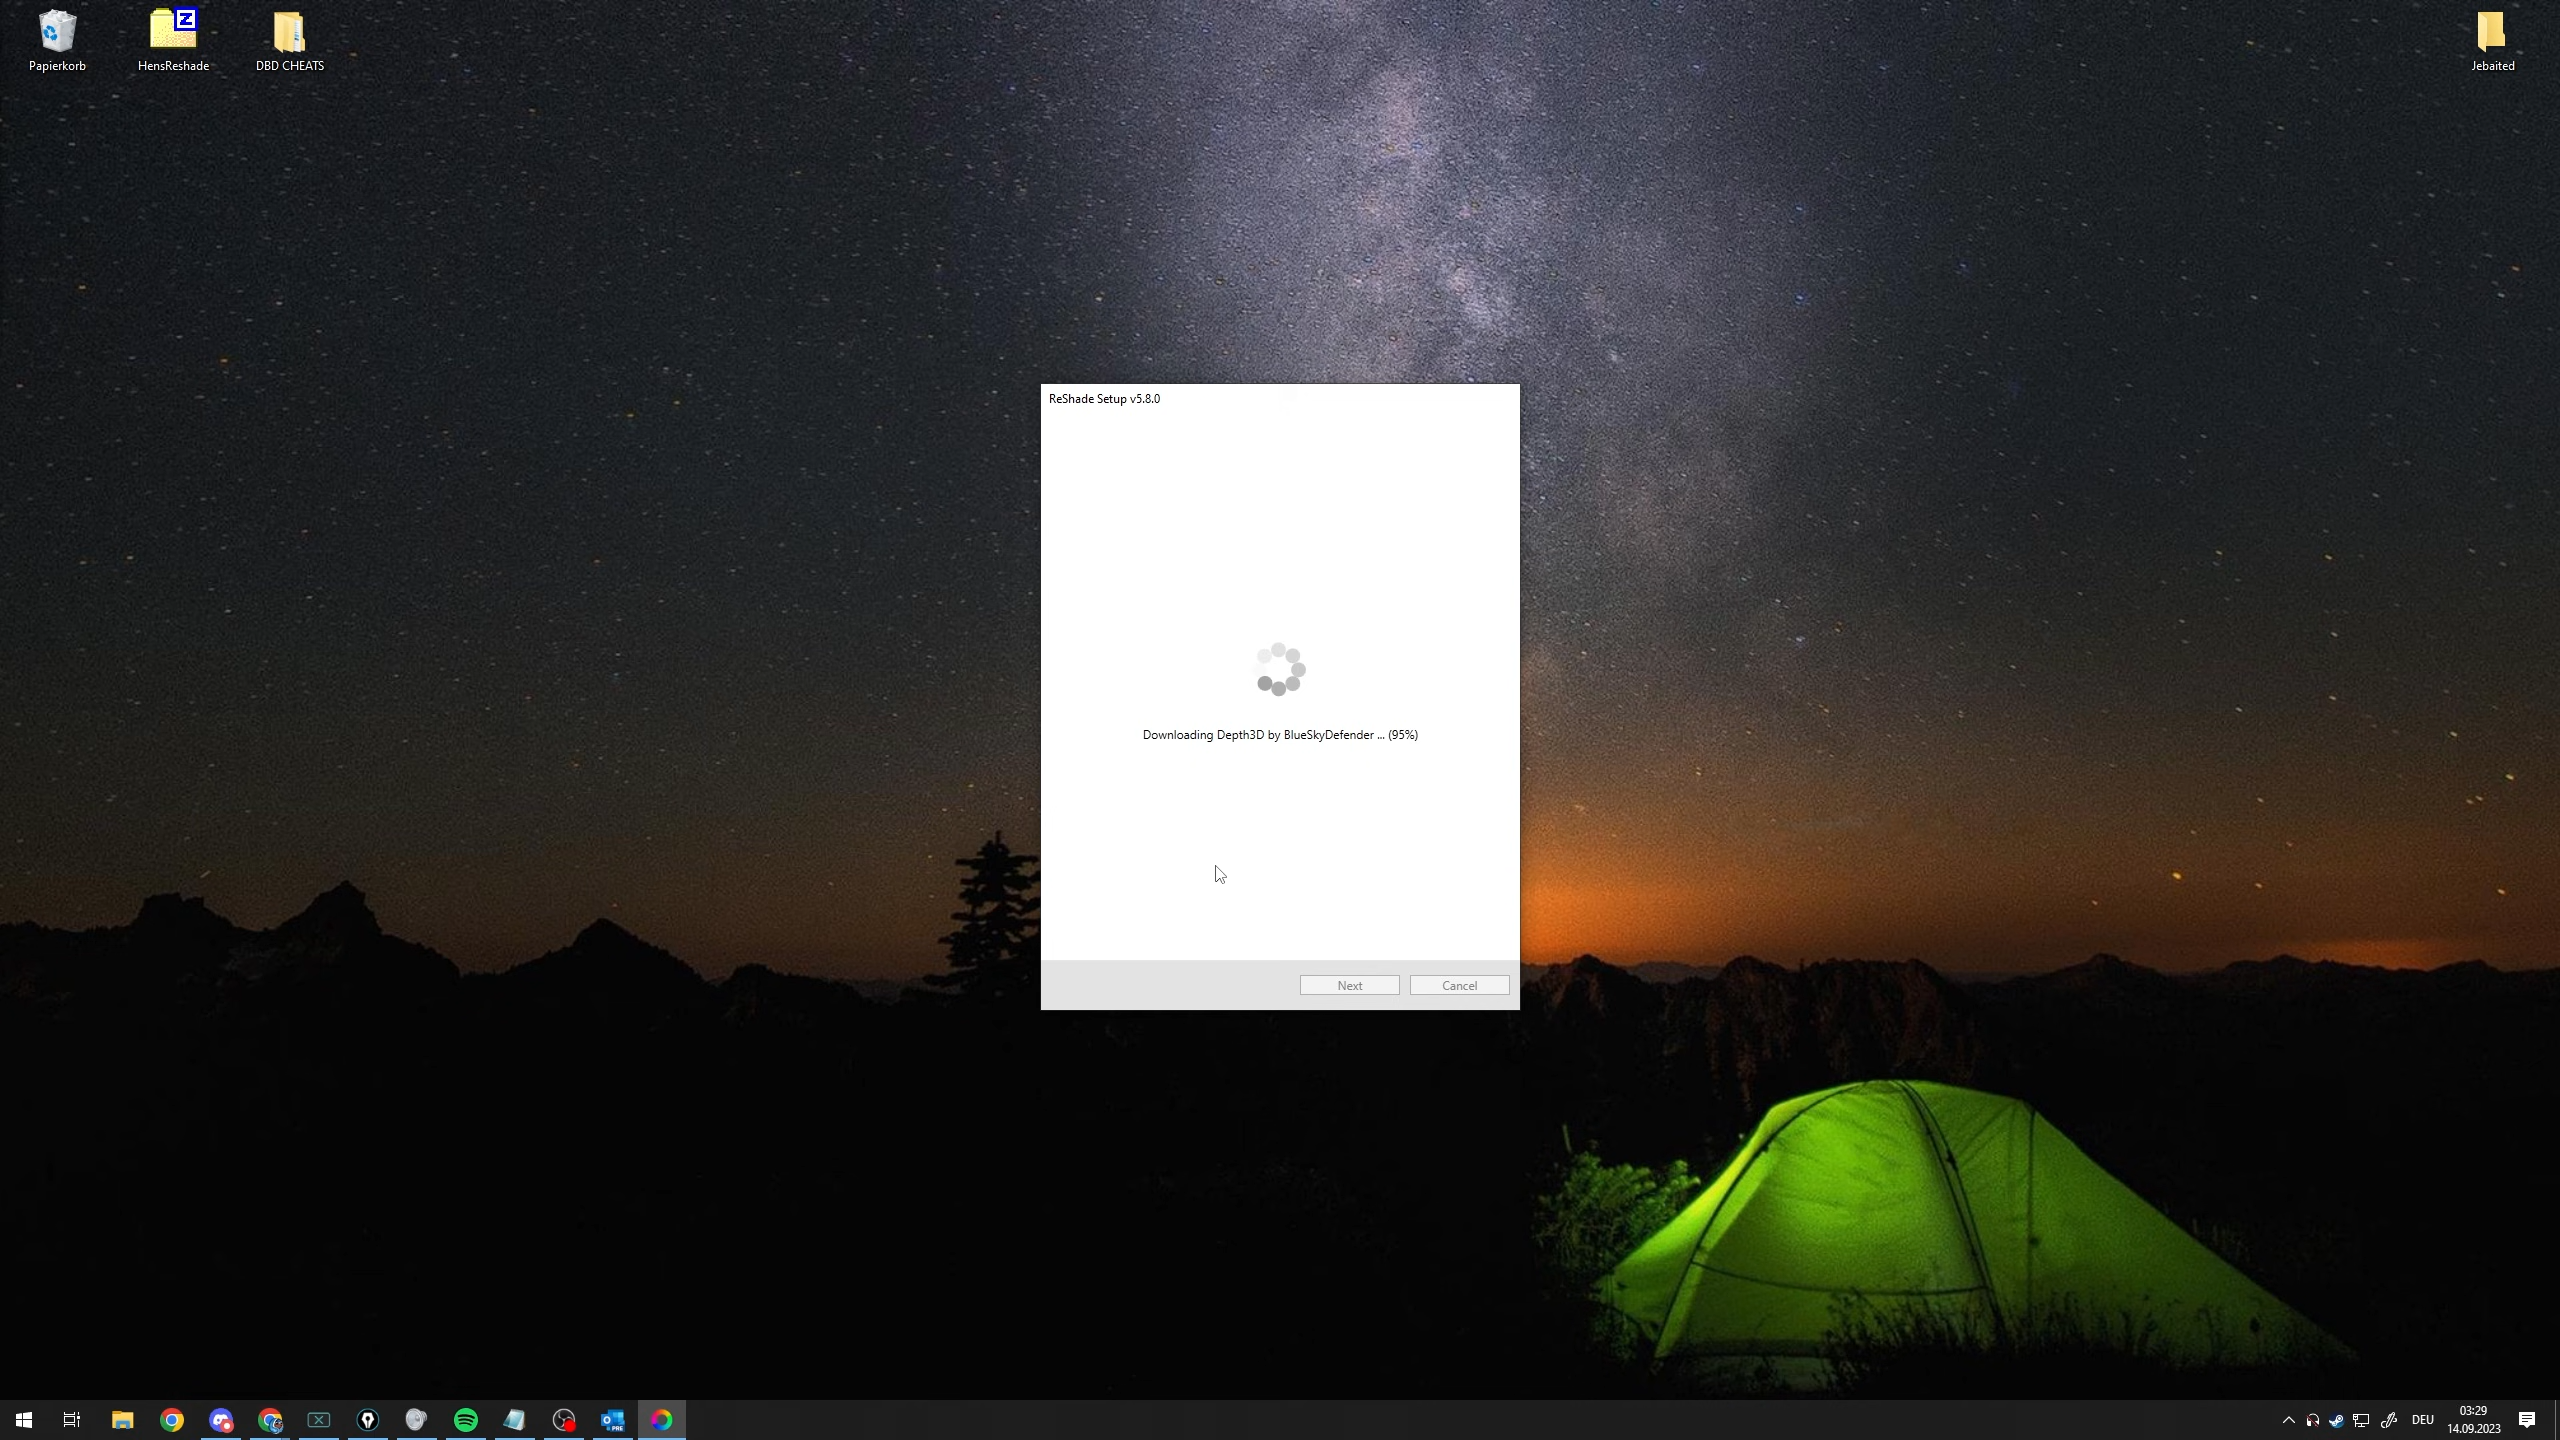 Papierkorb
HensReshade
DBD CHEATS
Jebaited
ReShade Setup v5.8.0
Downloading Depth3D by BlueSkyDefender ... (95%)
Next
Cancel
DEU
03:29
14.09.2023